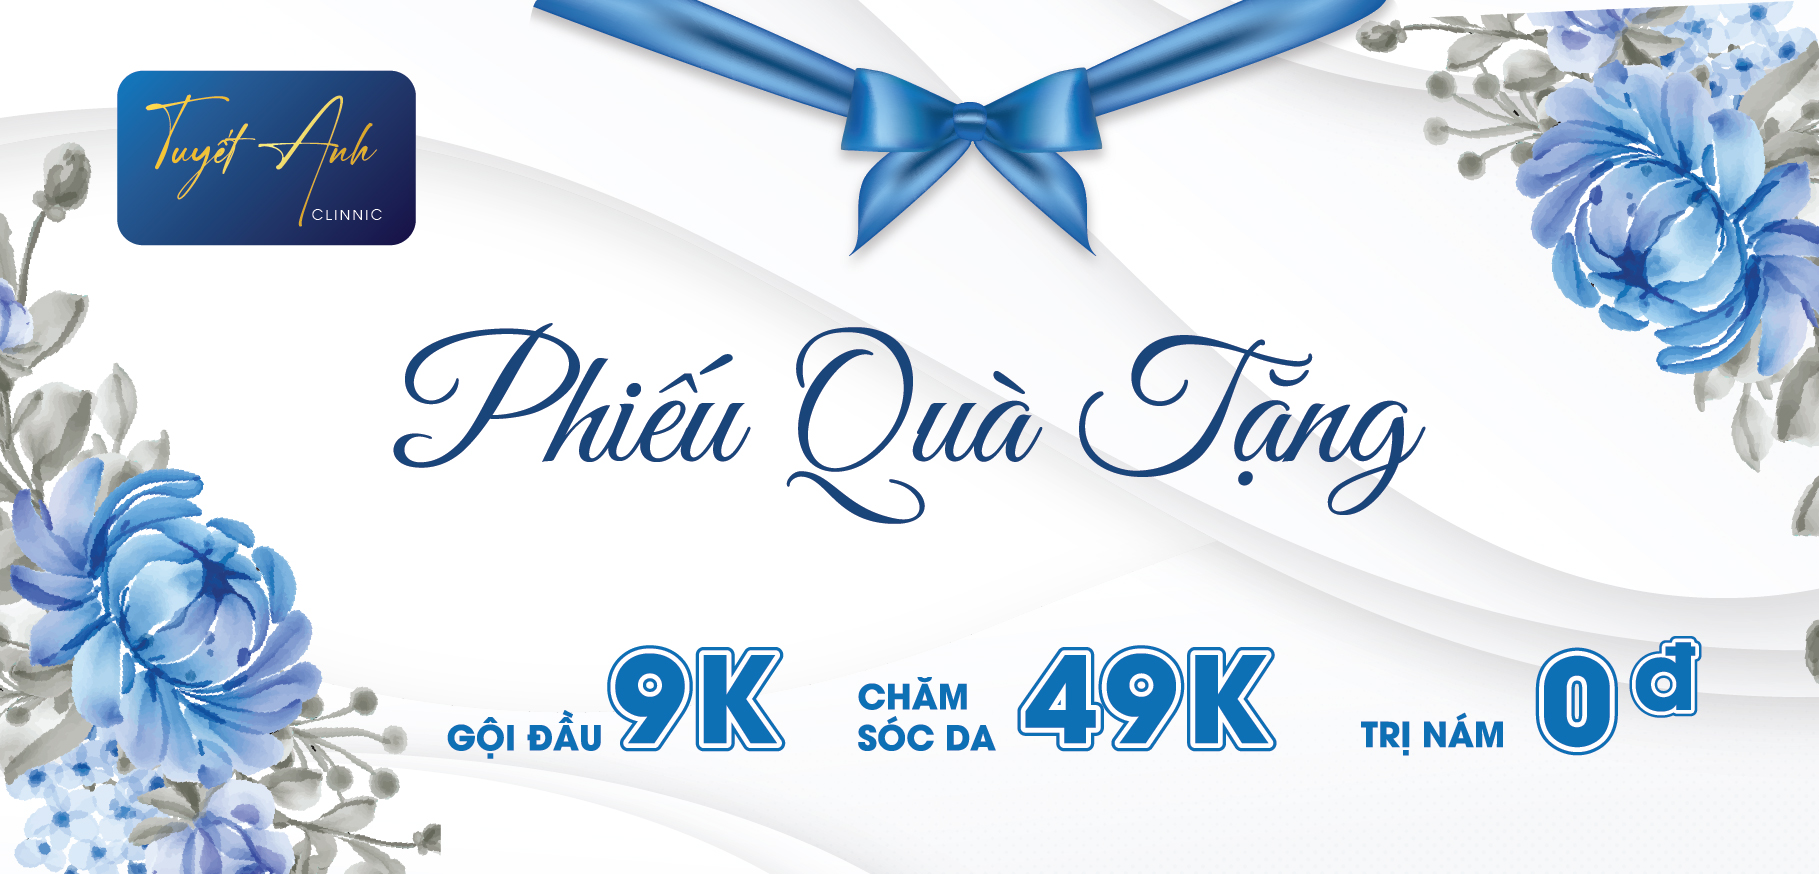 Tuyết Anh
CLINNIC
Phiếu Quà Tặng
GỘI ĐẦU 9K
CHĂM
SÓC DA 49K
TRỊ NÁM 0đ